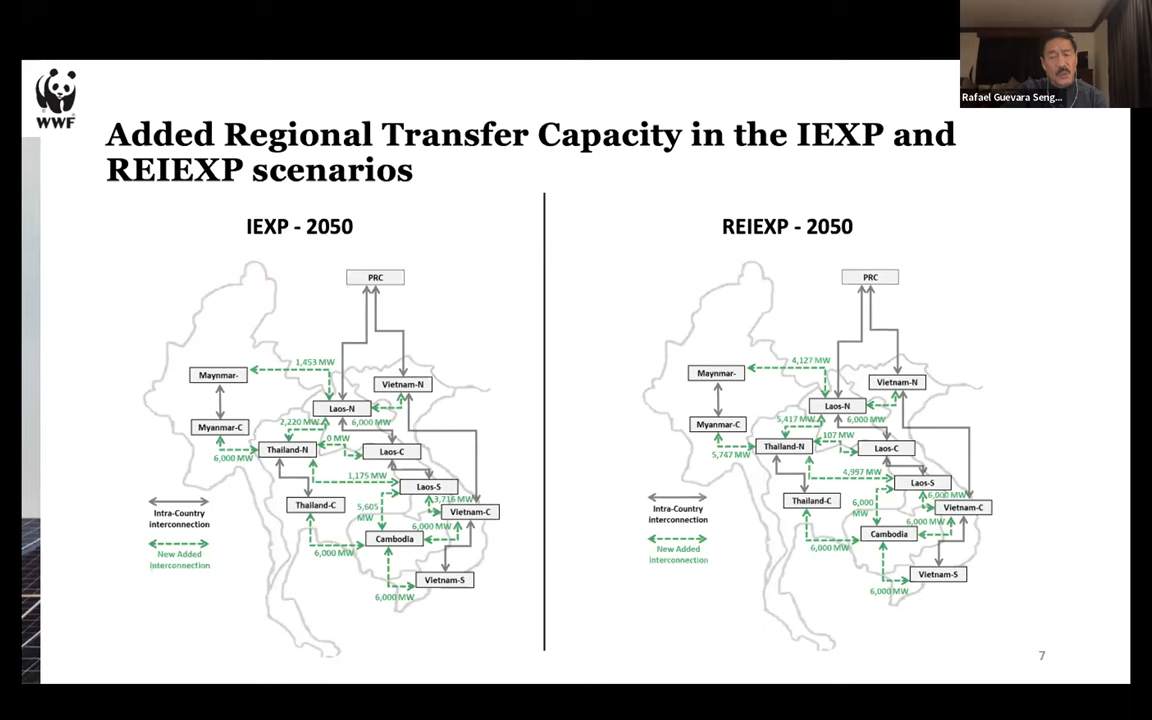 Rafael Guevara Seng...
WWF
Added Regional Transfer Capacity in the IEXP and
REIEXP scenarios
IEXP - 2050
PRC
1,453 MW
Maynmar-
Vietnam-N
Laos-N
2,220 MW
6,000 MW
Myanmar-C
0 MW
Thailand-N
Laos-C
6,000 MW
1,175 MW
Laos-S
3,716 MW
Thailand-C
5,605
MW
Vietnam-C
Intra-Country
interconnection
6,000 MW
Cambodia
6,000 MW
New Added
Interconnection
Vietnam-S
6,000 MW
REIEXP - 2050
PRC
4,127 MW
Maynmar-
Vietnam-N
Laos-N
5,417 MW
6,000 MW
Myanmar-C
107 MW
Thailand-N
Laos-C
5,747 MW
4,997 MW
Laos-S
6,000 MW
Thailand-C
6,000
MW
Vietnam-C
Intra-Country
interconnection
6,000 MW
Cambodia
6,000 MW
New Added
Interconnection
Vietnam-S
6,000 MW
7